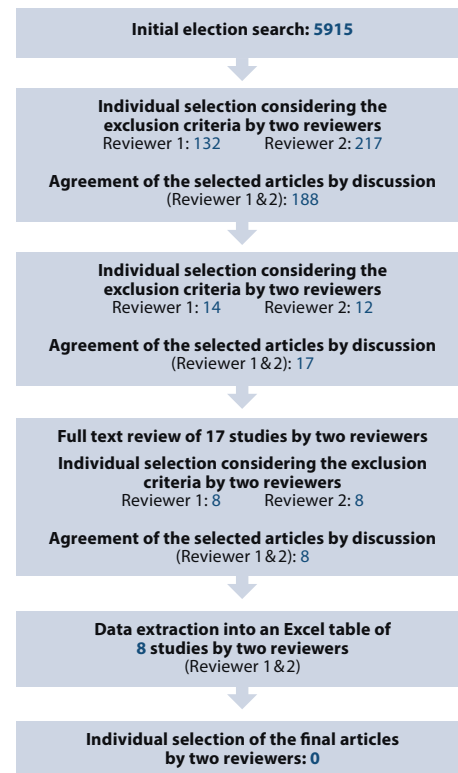 Initial election search: 5915
Individual selection considering the
exclusion criteria by two reviewers
Reviewer 1: 132 Reviewer 2: 217
Agreement of the selected articles by discussion
(Reviewer 1 & 2): 188
Individual selection considering the
exclusion criteria by two reviewers
Reviewer 1: 14 Reviewer 2: 12
Agreement of the selected articles by discussion
(Reviewer 1 & 2): 17
Full text review of 17 studies by two reviewers
Individual selection considering the exclusion
criteria by two reviewers
Reviewer 1: 8 Reviewer 2: 8
Agreement of the selected articles by discussion
(Reviewer 1 & 2): 8
Data extraction into an Excel table of
8 studies by two reviewers
(Reviewer 1 & 2)
Individual selection of the final articles
by two reviewers: 0